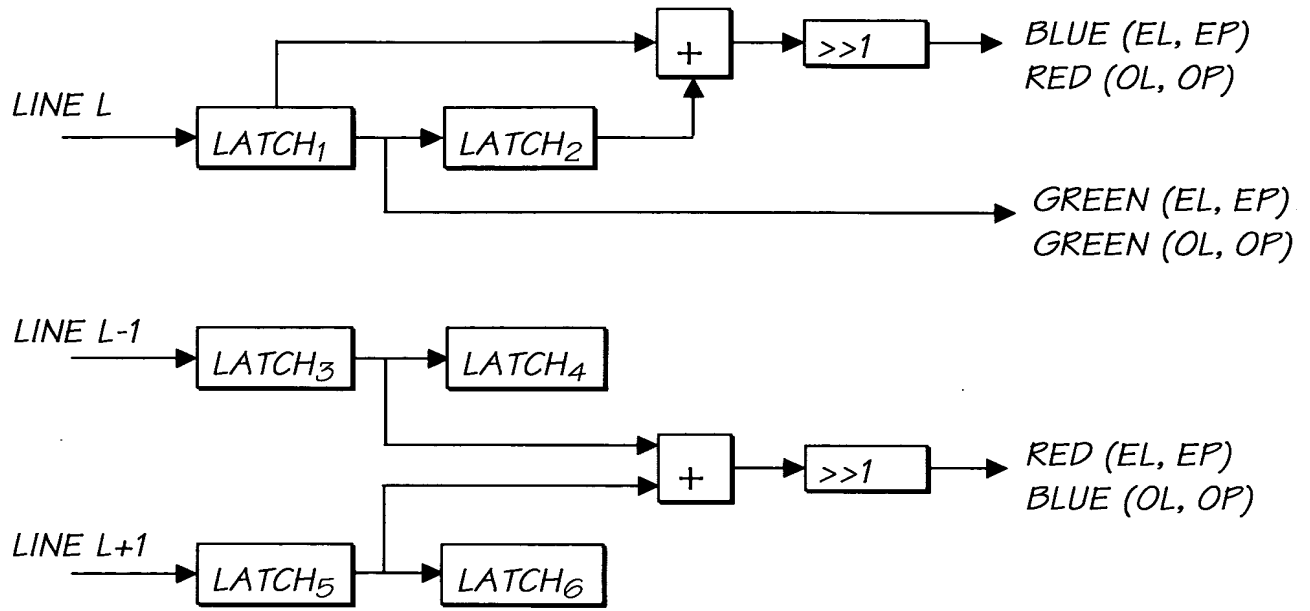 BLUE (EL, EP)
+
>>1
RED (OL, OP)
LINE L
LATCH₁
LATCH₂
GREEN (EL, EP)
GREEN (OL, OP)
LINE L-1
LATCH₃
LATCH₄
RED (EL, EP)
+
>>1
BLUE (OL, OP)
LINE L+1
LATCH₅
LATCH₆